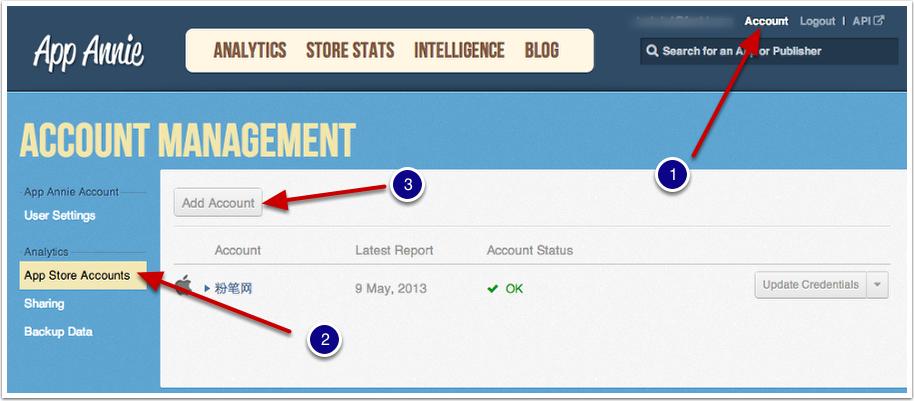 Account Logout | API
App Annie
ANALYTICS STORE STATS INTELLIGENCE BLOG
Search for an App or Publisher
ACCOUNT MANAGEMENT
1
App Annie Account
User Settings
3
Add Account
Analytics
Account Latest Report Account Status
App Store Accounts
粉笔网 9 May, 2013 OK Update Credentials
Sharing
Backup Data
2